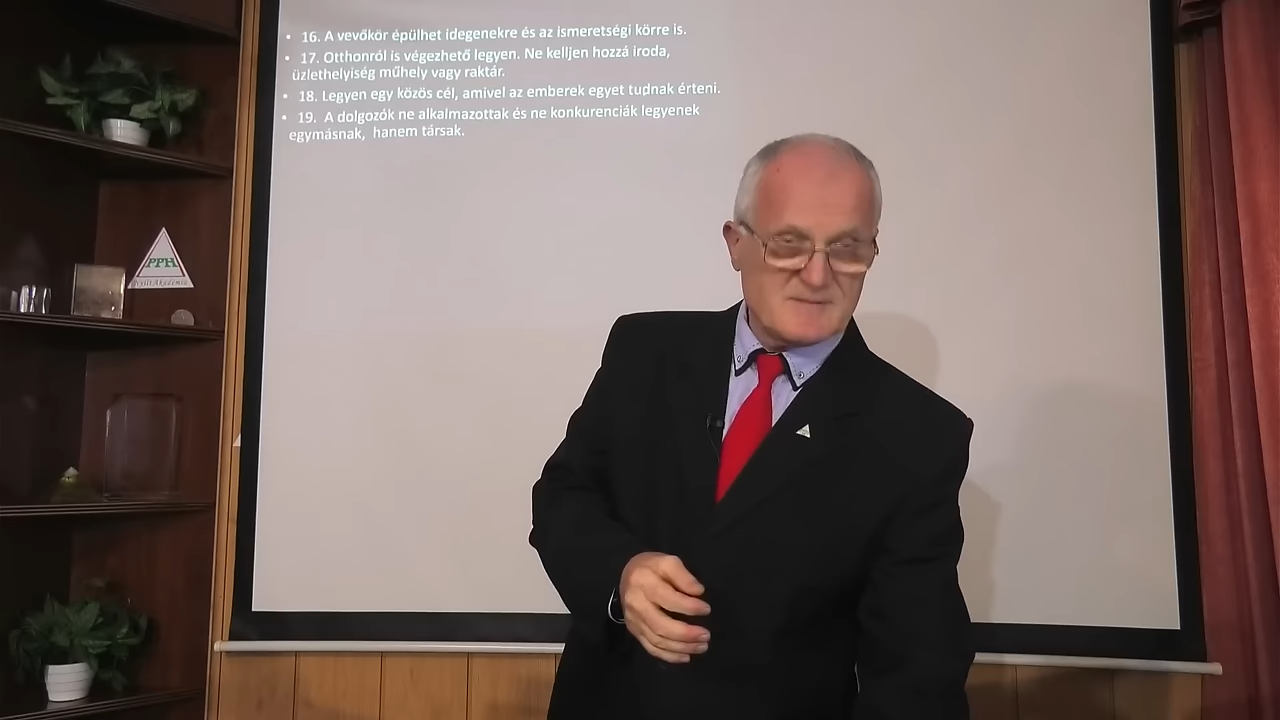 • 16. A vevőkör épülhet idegenekre és az ismeretségi körre is.
• 17. Otthonról is végezhető legyen. Ne kelljen hozzá iroda,
üzlethelyiség műhely vagy raktár.
• 18. Legyen egy közös cél, amivel az emberek egyet tudnak érteni.
• 19. A dolgozók ne alkalmazottak és ne konkurenciák legyenek
egymásnak, hanem társak.
PPH